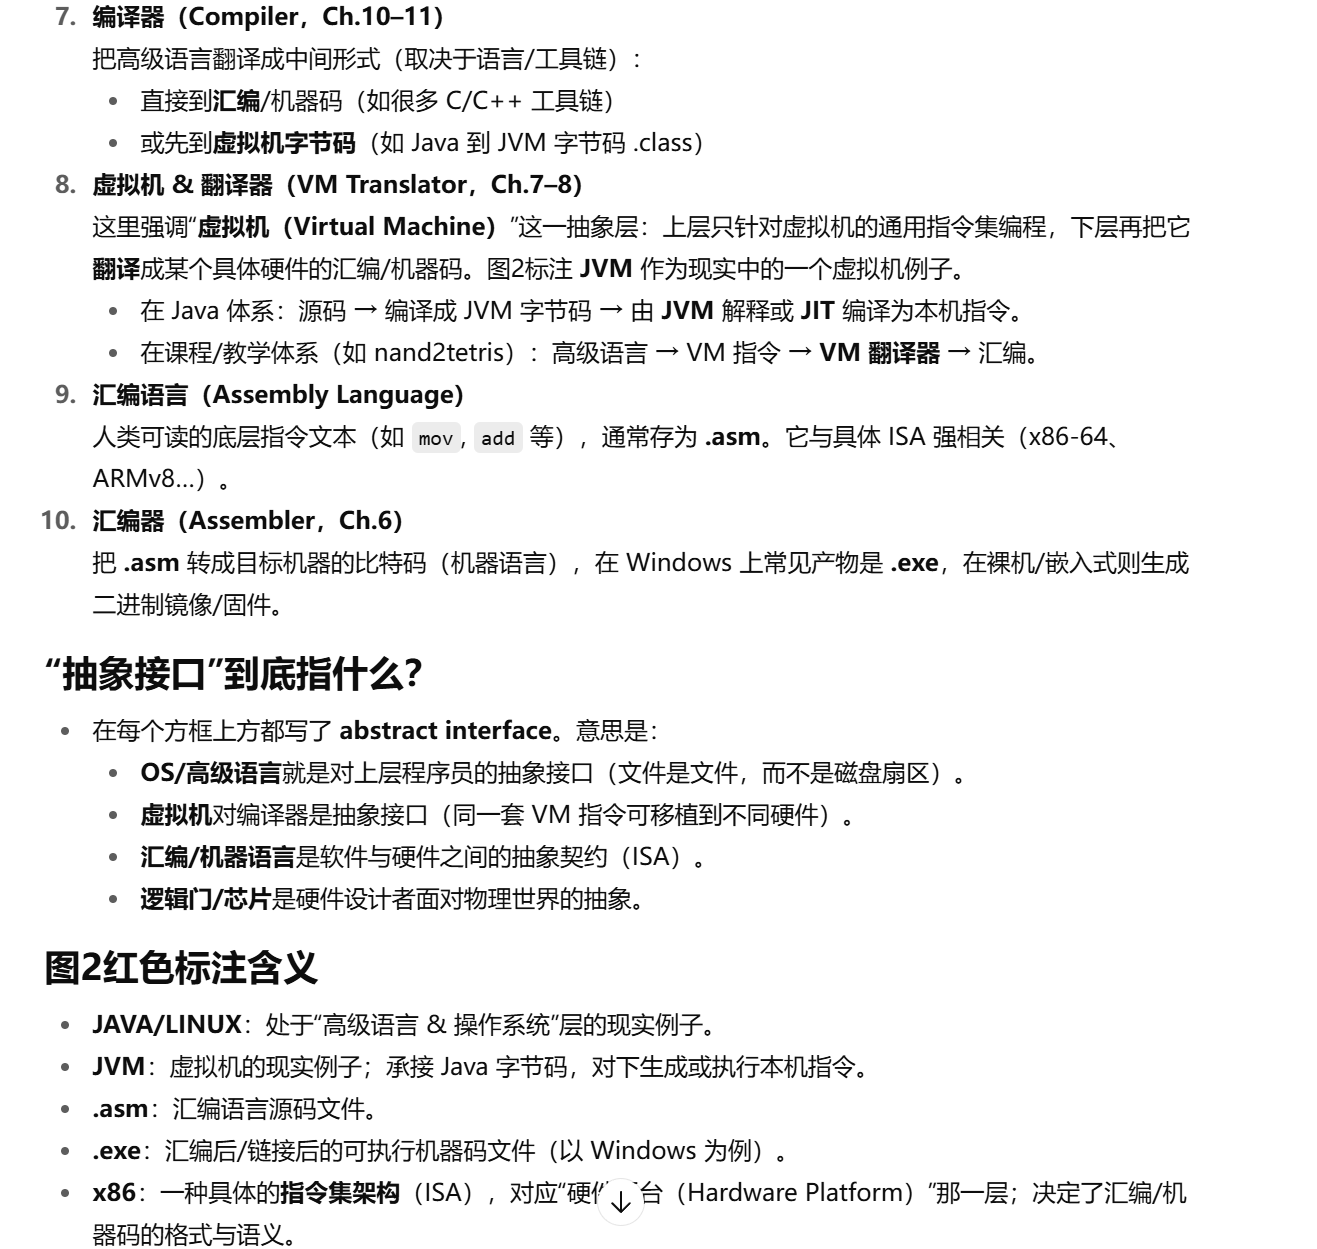 7. 编译器（Compiler，Ch.10–11）
把高级语言翻译成中间形式（取决于语言/工具链）：
• 直接到汇编/机器码（如很多 C/C++ 工具链）
• 或先到虚拟机字节码（如 Java 到 JVM 字节码 .class）
8. 虚拟机 & 翻译器（VM Translator，Ch.7–8）
这里强调“虚拟机（Virtual Machine）”这一抽象层：上层只针对虚拟机的通用指令集编程，下层再把它
翻译成某个具体硬件的汇编/机器码。图2标注 JVM 作为现实中的一个虚拟机例子。
• 在 Java 体系：源码 → 编译成 JVM 字节码 → 由 JVM 解释或 JIT 编译为本机指令。
• 在课程/教学体系（如 nand2tetris）：高级语言 → VM 指令 → VM 翻译器 → 汇编。
9. 汇编语言（Assembly Language）
人类可读的底层指令文本（如 mov, add 等），通常存为 .asm。它与具体 ISA 强相关（x86-64、
ARMv8…）。
10. 汇编器（Assembler，Ch.6）
把 .asm 转成目标机器的比特码（机器语言），在 Windows 上常见产物是 .exe，在裸机/嵌入式则生成
二进制镜像/固件。
“抽象接口”到底指什么？
• 在每个方框上方都写了 abstract interface。意思是：
• OS/高级语言就是对上层程序员的抽象接口（文件是文件，而不是磁盘扇区）。
• 虚拟机对编译器是抽象接口（同一套 VM 指令可移植到不同硬件）。
• 汇编/机器语言是软件与硬件之间的抽象契约（ISA）。
• 逻辑门/芯片是硬件设计者面对物理世界的抽象。
图2红色标注含义
• JAVA/LINUX：处于“高级语言 & 操作系统”层的现实例子。
• JVM：虚拟机的现实例子；承接 Java 字节码，对下生成或执行本机指令。
• .asm：汇编语言源码文件。
• .exe：汇编后/链接后的可执行机器码文件（以 Windows 为例）。
• x86：一种具体的指令集架构（ISA），对应“硬 台（Hardware Platform）”那一层；决定了汇编/机
器码的格式与语义。